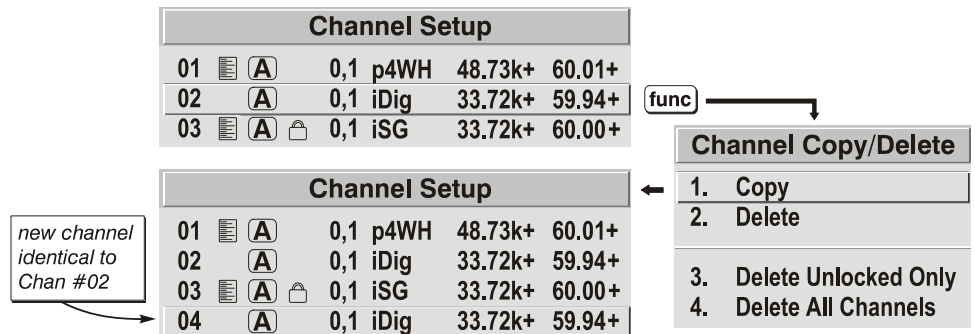 Channel Setup
01 A 0,1 p4WH 48.73k+ 60.01+
02 A 0,1 iDig 33.72k+ 59.94+
03 A 0,1 iSG 33.72k+ 60.00+
func
Channel Copy/Delete
1. Copy
2. Delete
3. Delete Unlocked Only
4. Delete All Channels
Channel Setup
01 A 0,1 p4WH 48.73k+ 60.01+
02 A 0,1 iDig 33.72k+ 59.94+
03 A 0,1 iSG 33.72k+ 60.00+
04 A 0,1 iDig 33.72k+ 59.94+
new channel
identical to
Chan #02